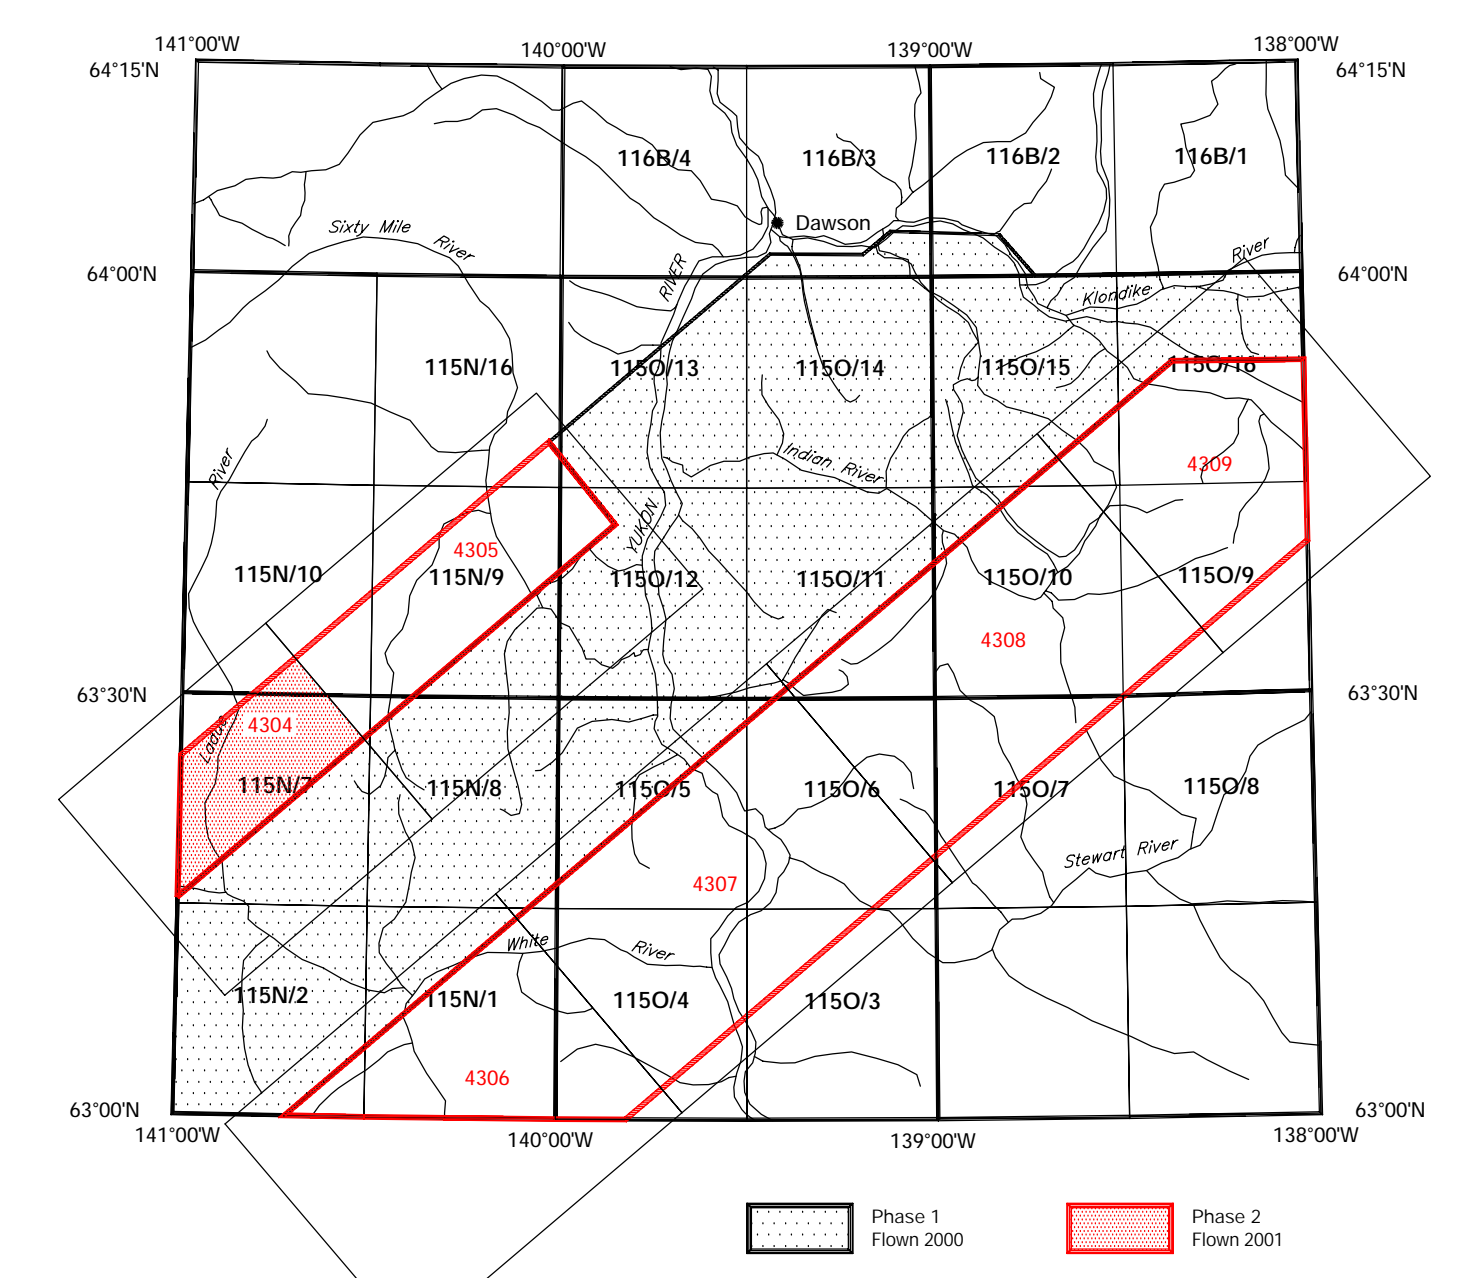 141°00'W
140°00'W
139°00'W
138°00'W
64°15'N
64°15'N
116B/4
116B/3
116B/2
116B/1
Dawson
Sixty Mile River
RIVER
River
64°00'N
64°00'N
Klondike
115N/16
115O/13
115O/14
115O/15
115O/16
River
Indian River
4309
YUKON
4305
115N/10
115N/9
115O/12
115O/11
115O/10
115O/9
4308
63°30'N
63°30'N
4304
Ladue
115N/7
115N/8
115O/5
115O/6
115O/7
115O/8
Stewart River
4307
White River
115N/2
115N/1
115O/4
115O/3
4306
63°00'N
63°00'N
141°00'W
140°00'W
139°00'W
138°00'W
Phase 1
Flown 2000
Phase 2
Flown 2001